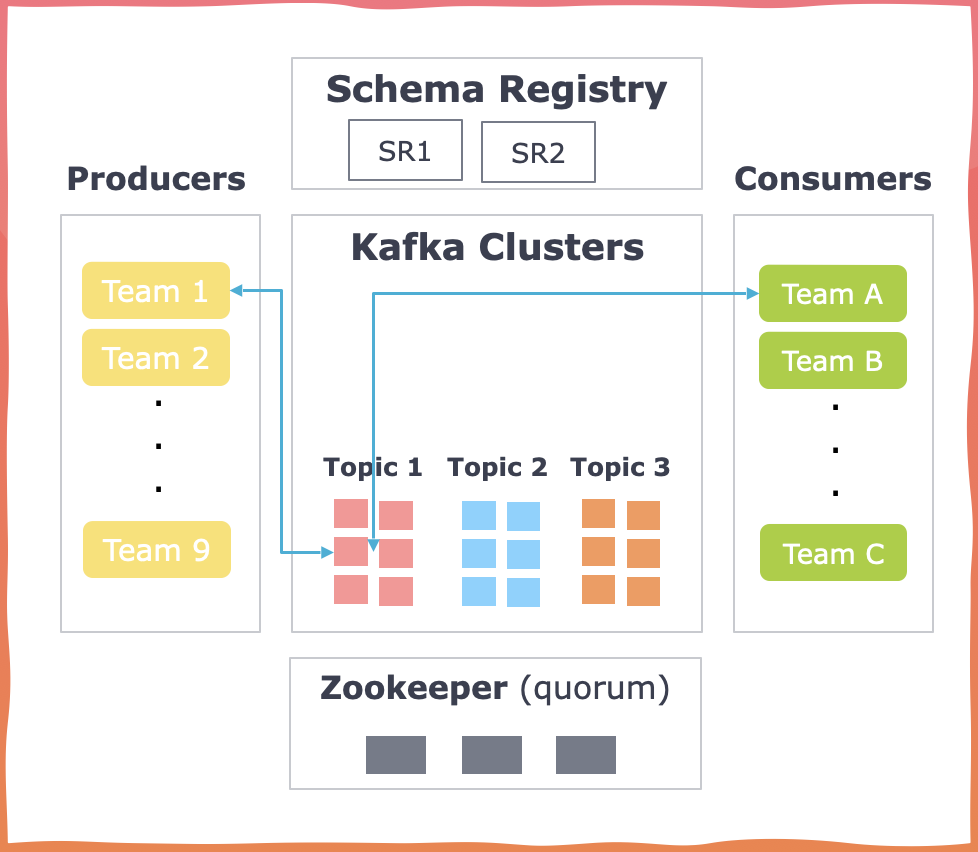 Schema Registry
SR1
SR2
Producers
Consumers
Kafka Clusters
Team 1
Team 2
.
.
.
Team 9
Topic 1
Topic 2
Topic 3
Team A
Team B
.
.
.
Team C
Zookeeper (quorum)